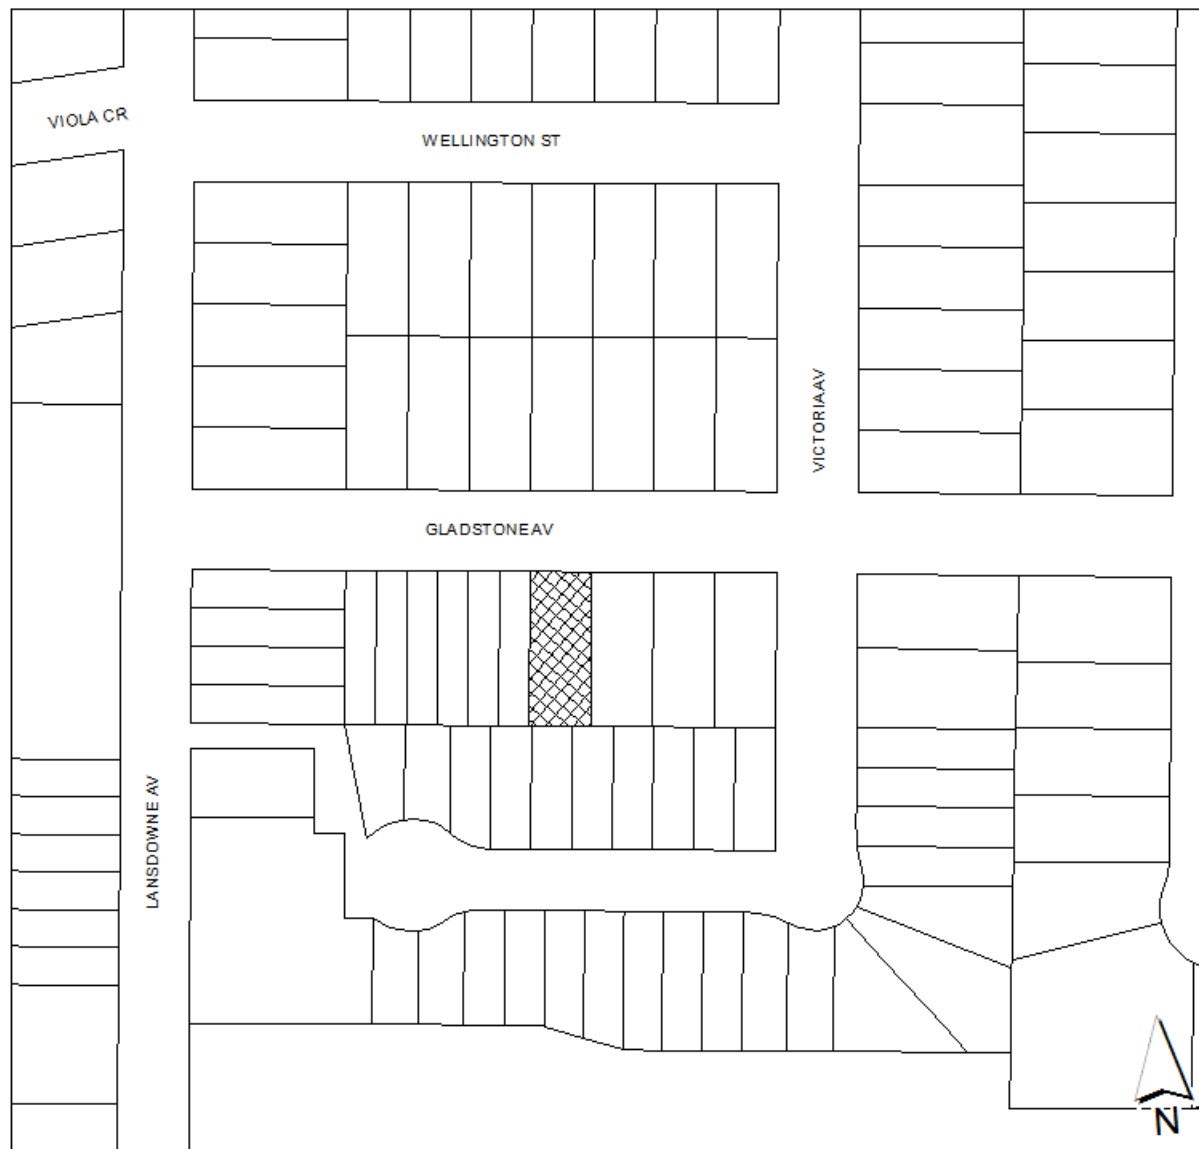 VIOLA CR
WELLINGTON ST
VICTORIA AV
GLADSTONE AV
LANSDOWNE AV
N